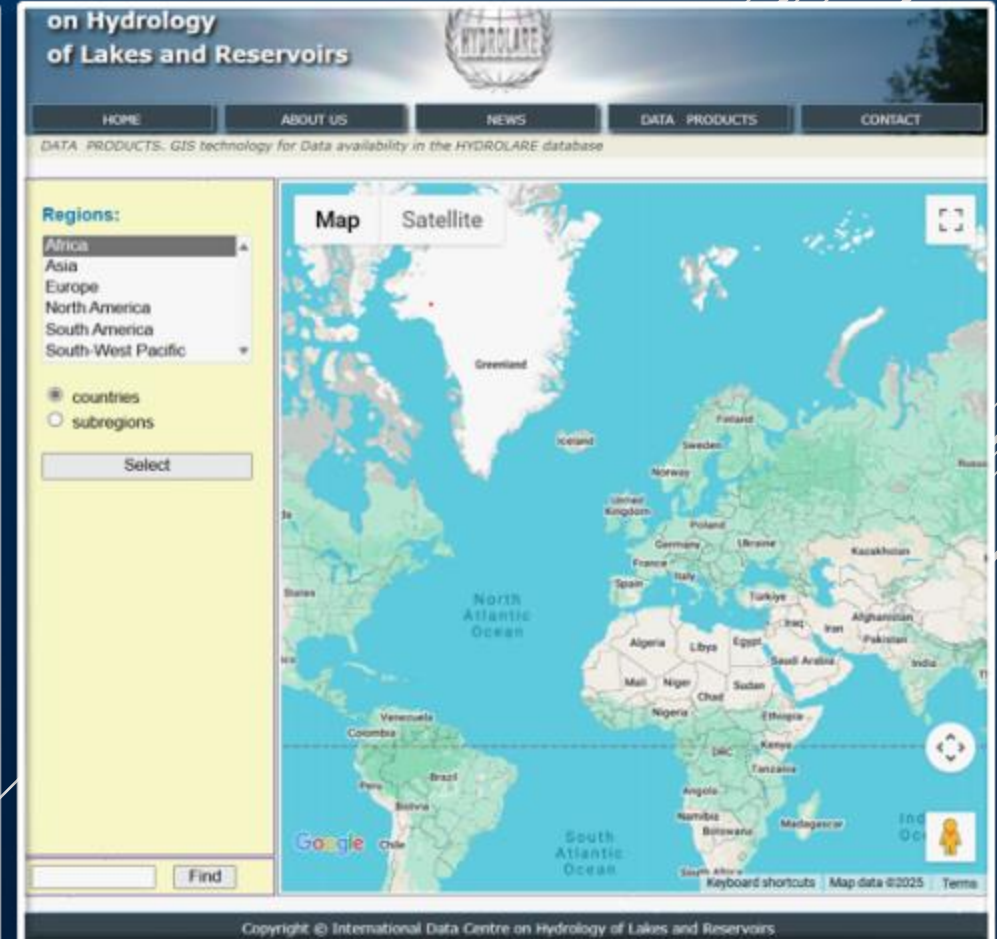 on Hydrology
of Lakes and Reservoirs
HYDROLARE
HOME
ABOUT US
NEWS
DATA PRODUCTS
CONTACT
DATA PRODUCTS. GIS technology for Data availability in the HYDROLARE database
Regions:
Africa
Asia
Europe
North America
South America
South-West Pacific
countries
subregions
Select
Find
Map
Satellite
Greenland
Iceland
Finland
Sweden
Norway
United
Kingdom
Poland
Germany
Ukraine
France
Spain
Italy
Kazakhstan
Türkiye
North
Atlantic
Ocean
States
Iraq
Iran
Afghanistan
Pakistan
Algeria
Libya
Egypt
Saudi Arabia
India
Mali
Niger
Chad
Sudan
Nigeria
Ethiopia
Venezuela
Colombia
DRC
Kenya
Tanzania
Peru
Brazil
Bolivia
Angola
Namibia
Botswana
Madagascar
Chile
South
Atlantic
Ocean
South Africa
Google
Keyboard shortcuts
Map data ©2025
Terms
Copyright © International Data Centre on Hydrology of Lakes and Reservoirs